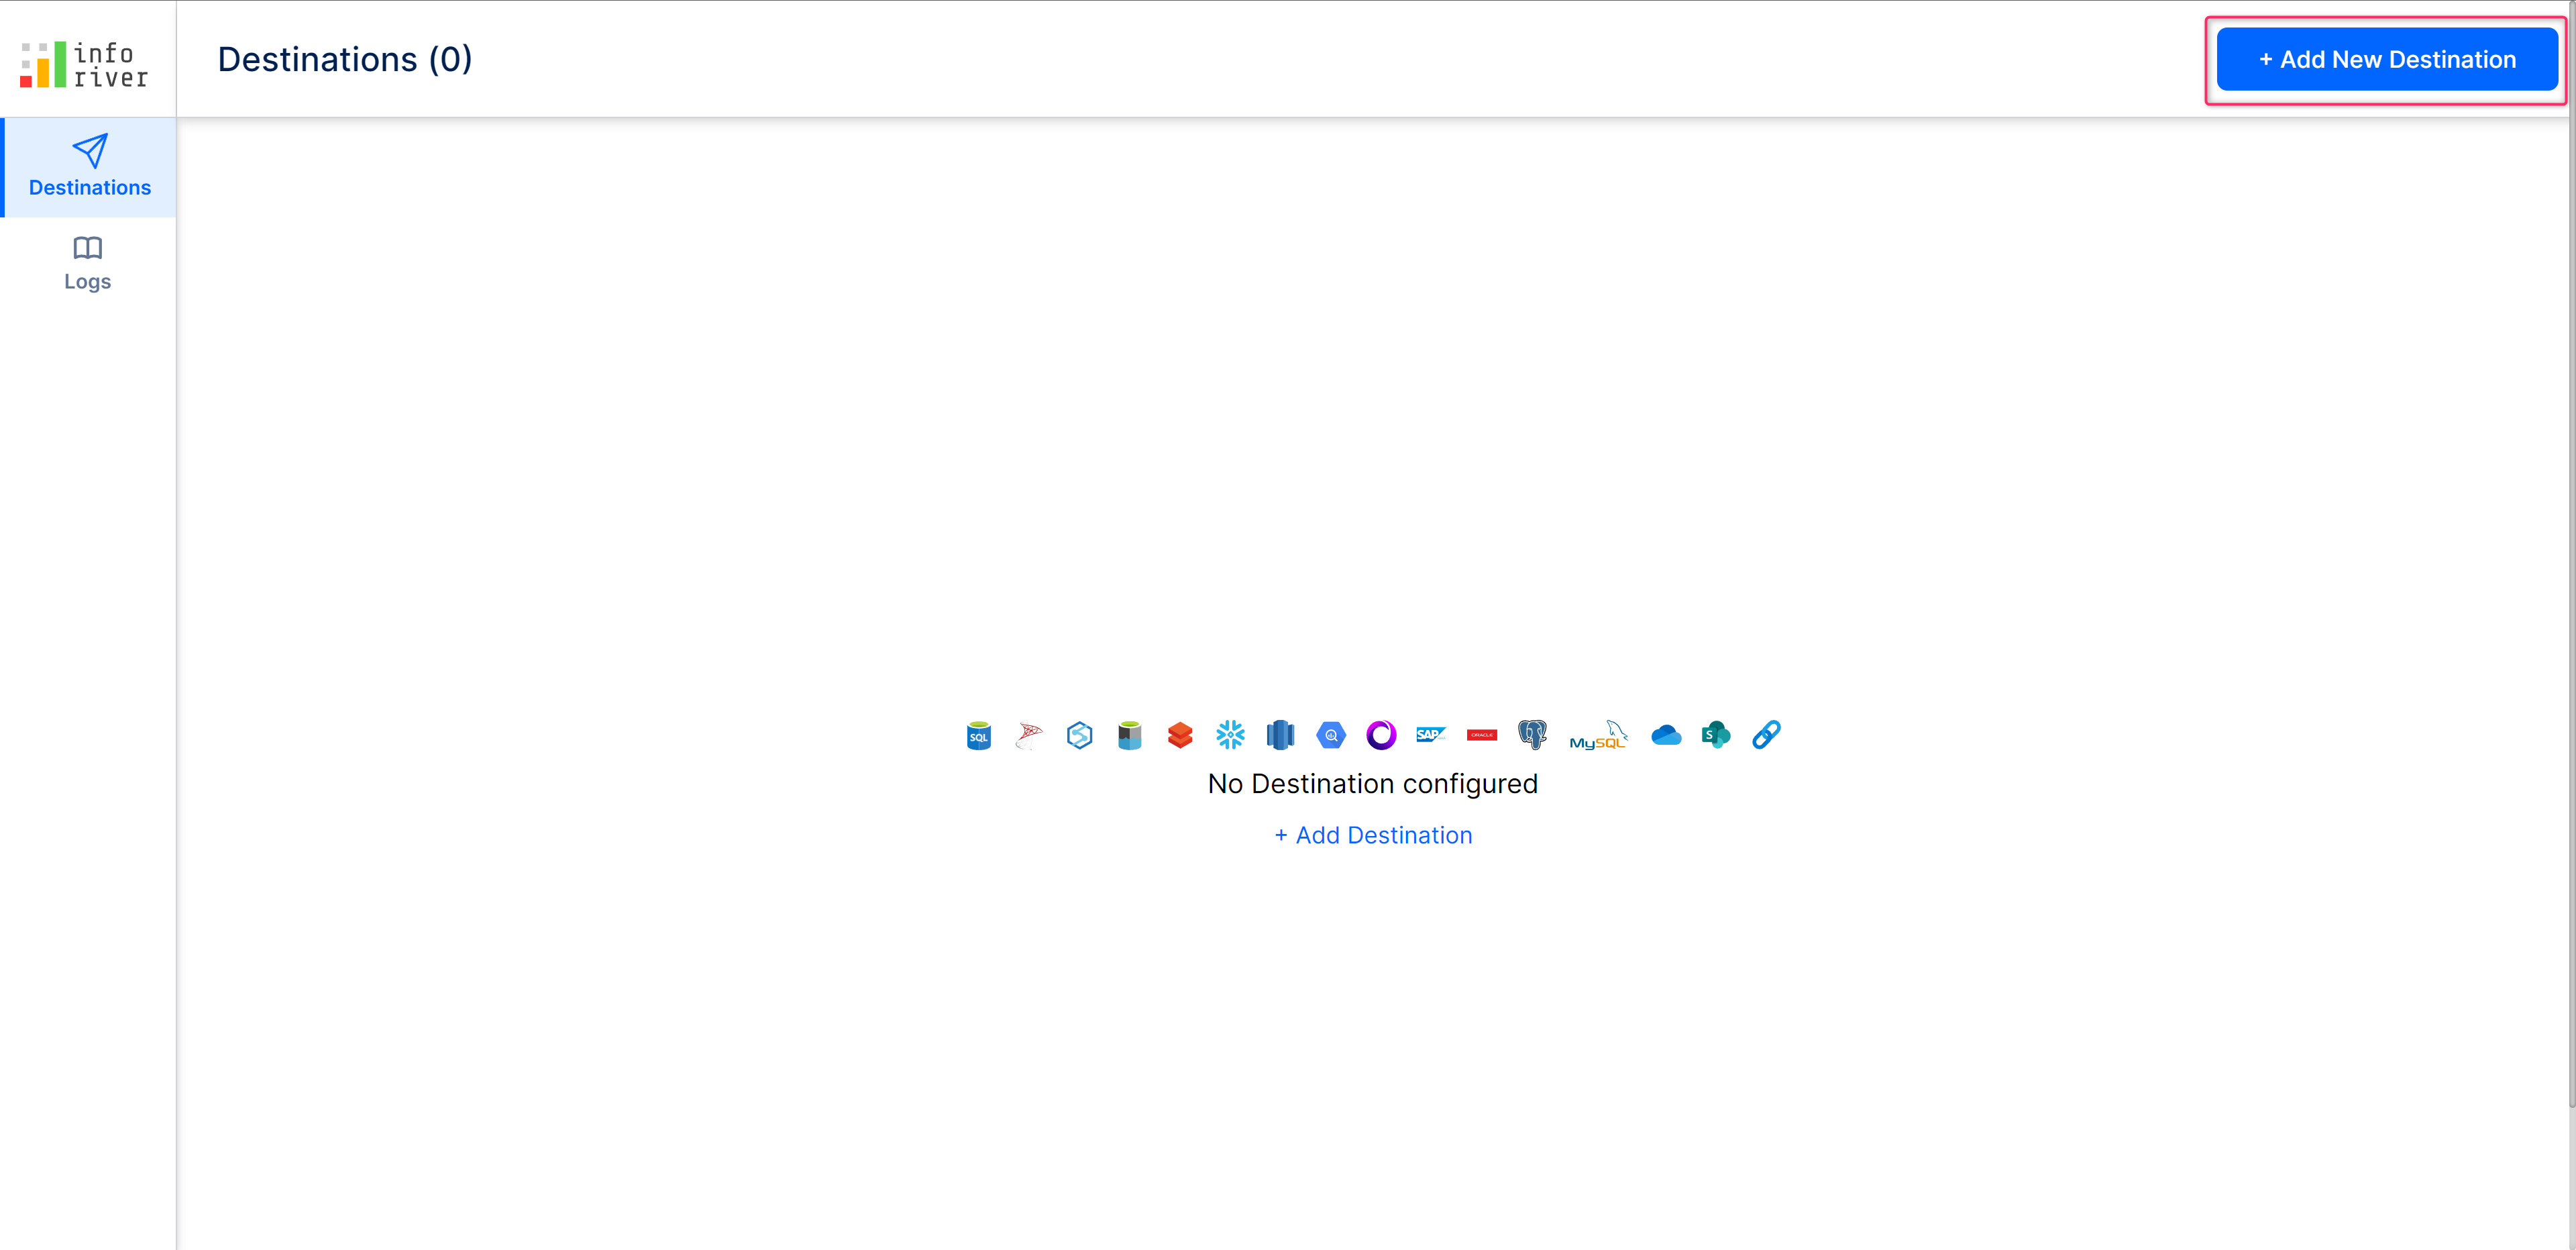 info
river
Destinations (0)
+ Add New Destination
Destinations
Logs
SQL
S
SAP
ORACLE
MySQL
S
No Destination configured
+ Add Destination